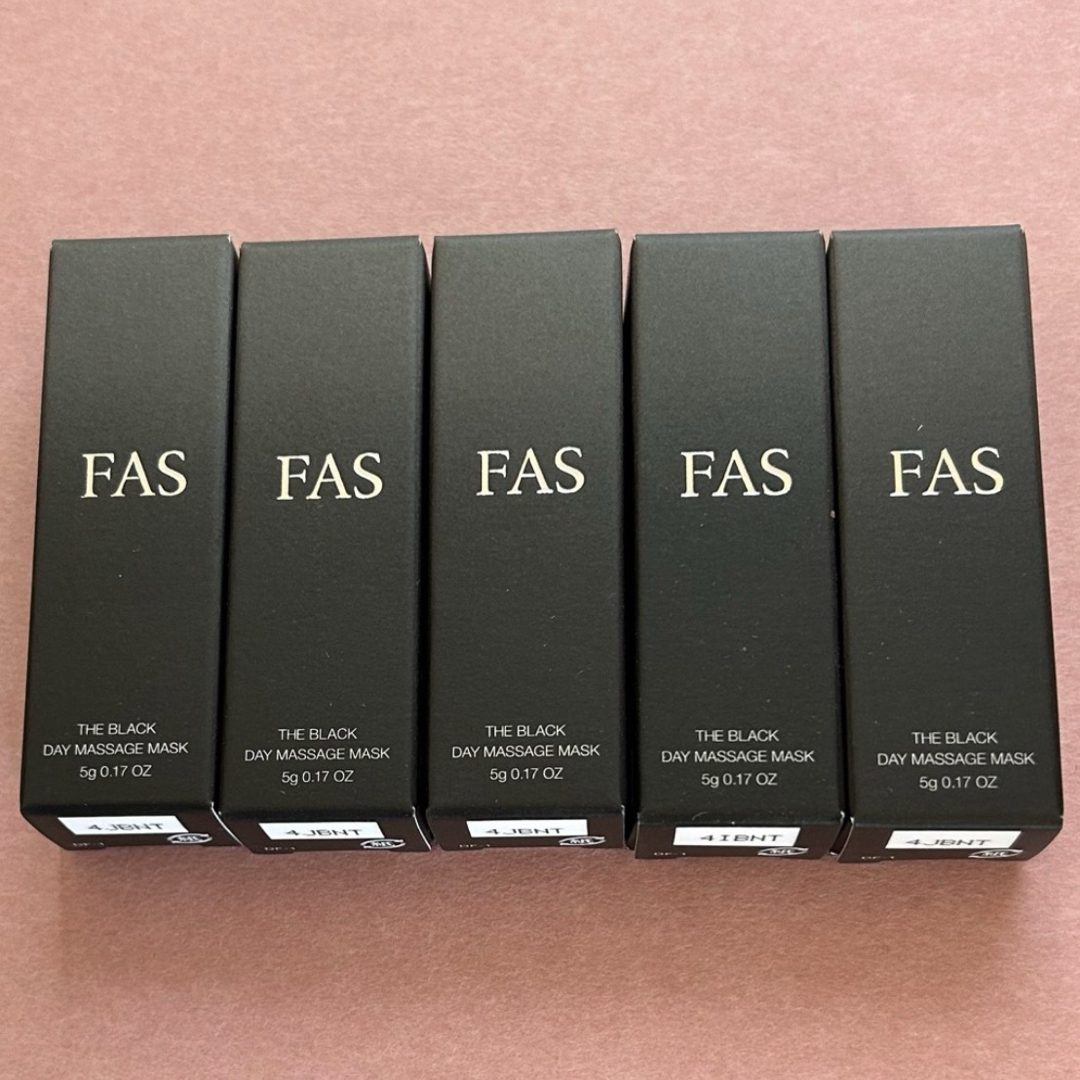 FAS
THE BLACK
DAY MASSAGE MASK
5g 0.17 OZ
4JBNT
FAS
THE BLACK
DAY MASSAGE MASK
5g 0.17 OZ
4JBNT
FAS
THE BLACK
DAY MASSAGE MASK
5g 0.17 OZ
4JBNT
FAS
THE BLACK
DAY MASSAGE MASK
5g 0.17 OZ
4IBNT
FAS
THE BLACK
DAY MASSAGE MASK
5g 0.17 OZ
4JBNT